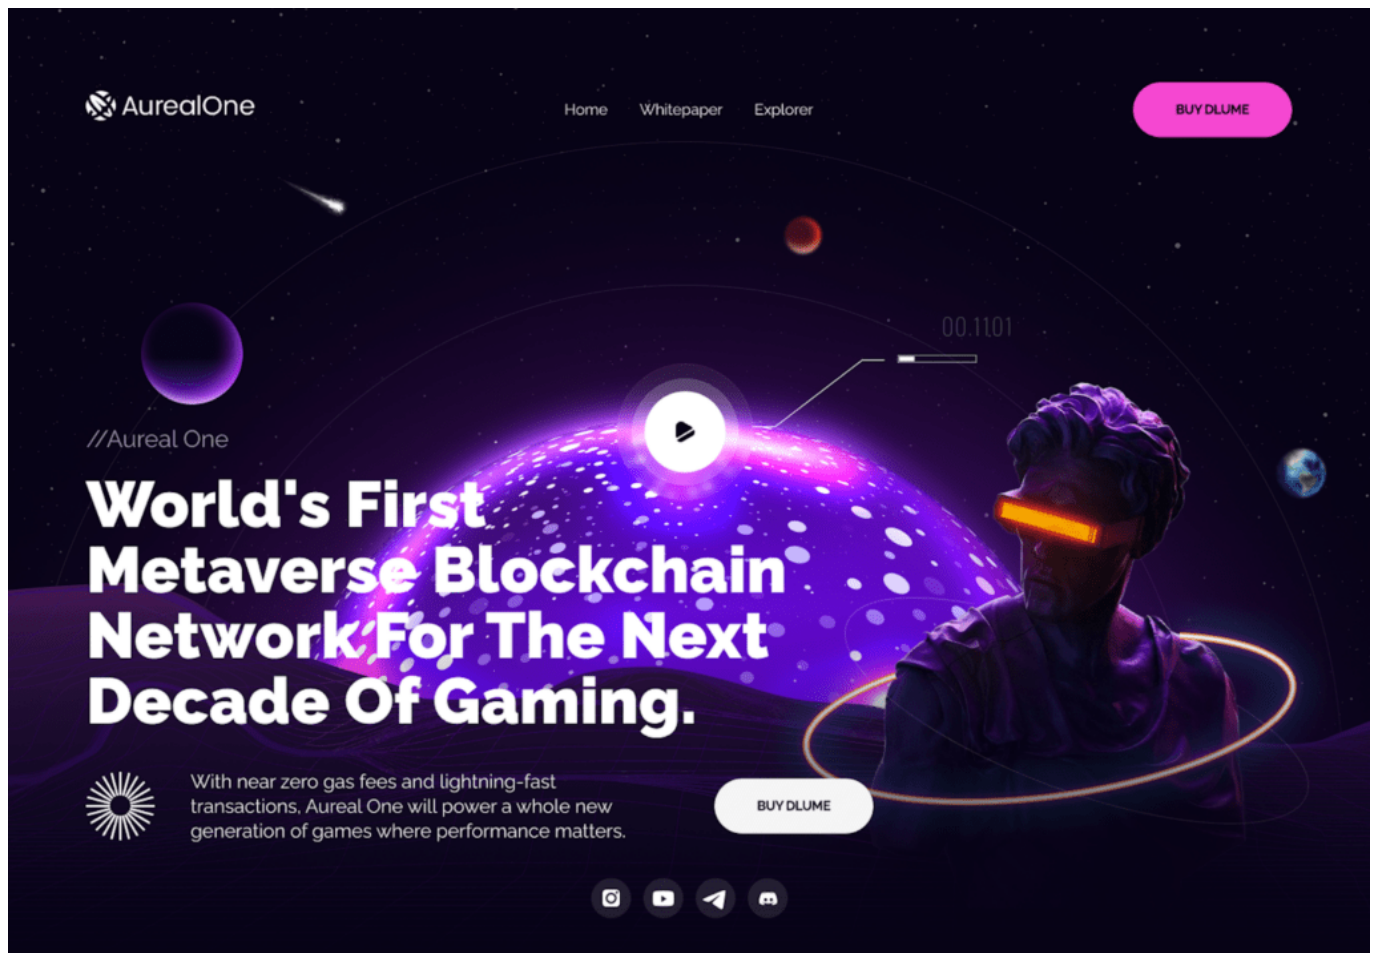 AurealOne
Home Whitepaper Explorer
BUY DLUME
00.1101
//Aureal One
World's First
Metaverse Blockchain
Network For The Next
Decade Of Gaming.
With near zero gas fees and lightning-fast
transactions, Aureal One will power a whole new
generation of games where performance matters.
BUY DLUME